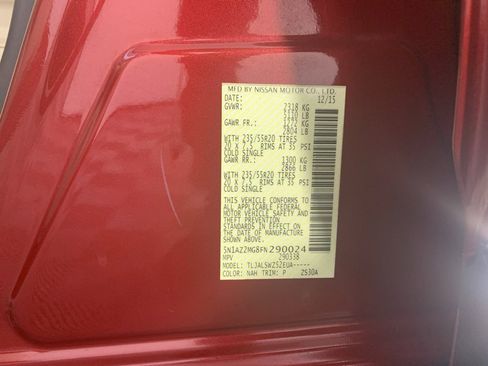 MFD BY NISSAN MOTOR CO., LTD.
DATE: 12/15
GVWR: 2318 KG
5110 LB
GAWR FR.: 1272 KG
2804 LB
WITH 235/55R20 TIRES
20 X 7.5 RIMS AT 35 PSI
COLD SINGLE
GAWR RR.: 1300 KG
2866 LB
WITH 235/55R20 TIRES
20 X 7.5 RIMS AT 35 PSI
COLD SINGLE
THIS VEHICLE CONFORMS TO
ALL APPLICABLE FEDERAL
MOTOR VEHICLE SAFETY AND
THEFT PREVENTION
STANDARDS IN EFFECT ON THE
DATE OF MANUFACTURE
SHOWN ABOVE.
5N1AZ2MG8FN290024
MPV 290338
MODEL: TLJALSWZ52EUA-----
COLOR: NAH TRIM: P 2S30A